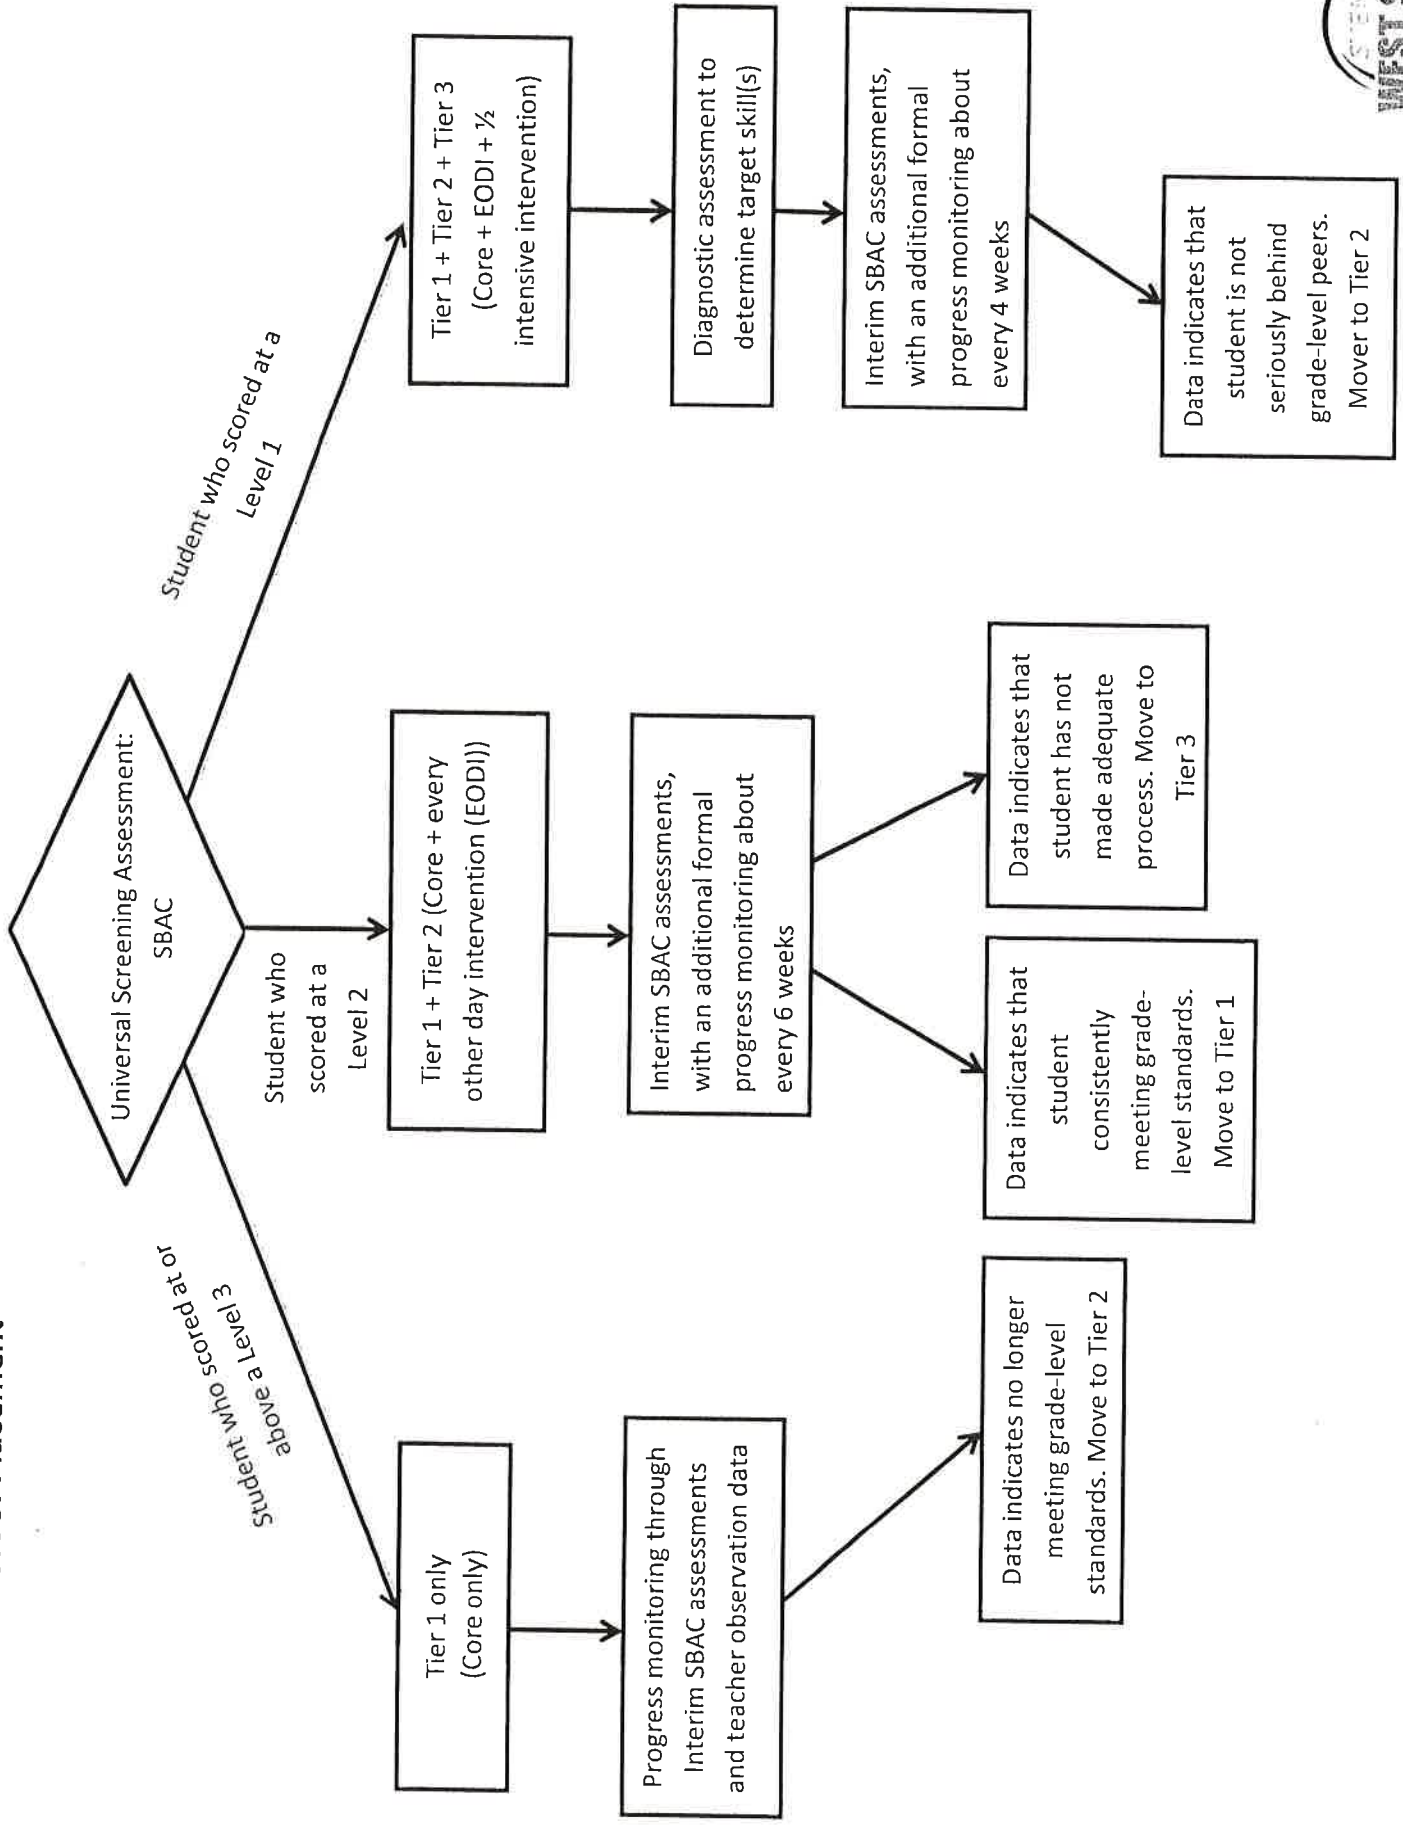 Universal Screening Assessment:
SBAC
Student who scored at or
above a Level 3
Student who
scored at a
Level 2
Student who scored at a
Level 1
Tier 1 only
(Core only)
Progress monitoring through
Interim SBAC assessments
and teacher observation data
Data indicates no longer
meeting grade-level
standards. Move to Tier 2
Tier 1 + Tier 2 (Core + every
other day intervention (EODI))
Interim SBAC assessments,
with an additional formal
progress monitoring about
every 6 weeks
Data indicates that
student
consistently
meeting grade-
level standards.
Move to Tier 1
Data indicates that
student has not
made adequate
process. Move to
Tier 3
Tier 1 + Tier 2 + Tier 3
(Core + EODI + ½
intensive intervention)
Diagnostic assessment to
determine target skill(s)
Interim SBAC assessments,
with an additional formal
progress monitoring about
every 4 weeks
Data indicates that
student is not
seriously behind
grade-level peers.
Mover to Tier 2
WEST